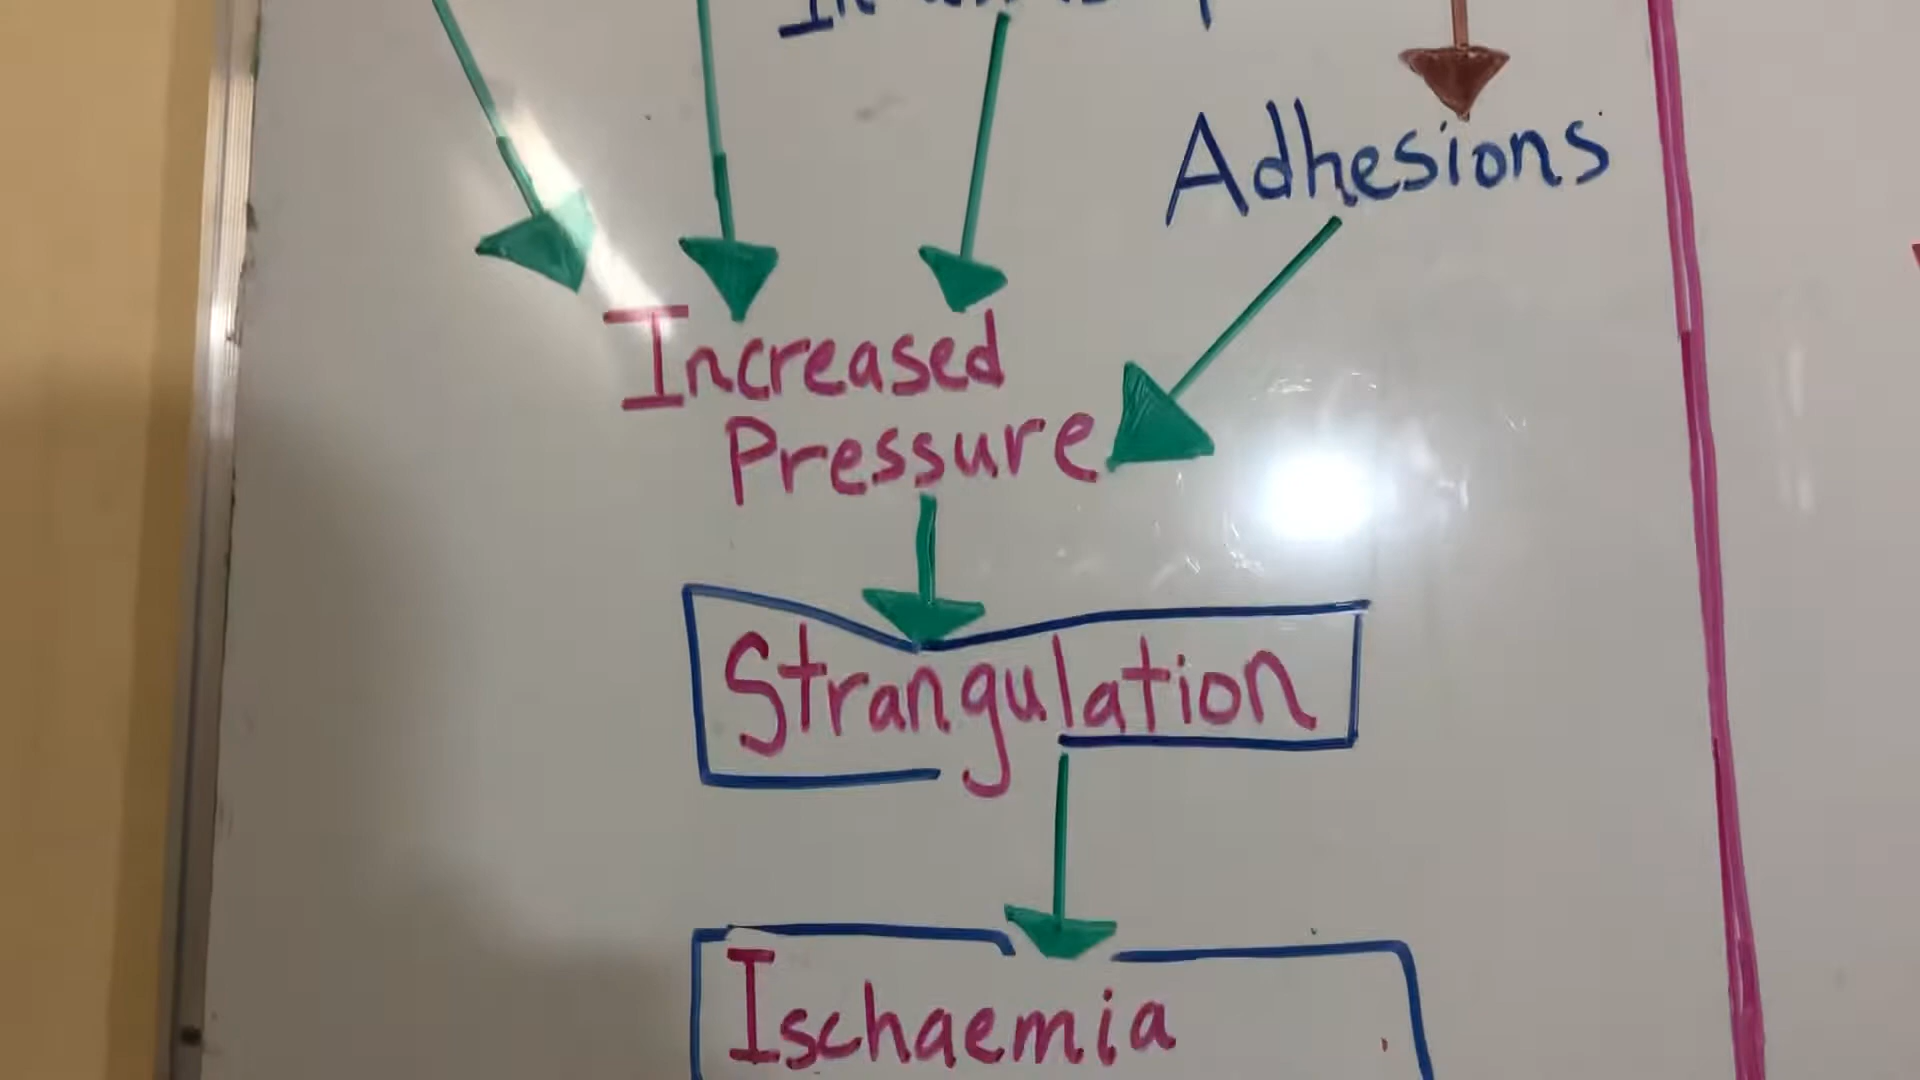 Adhesions
Increased
Pressure
Strangulation
Ischaemia